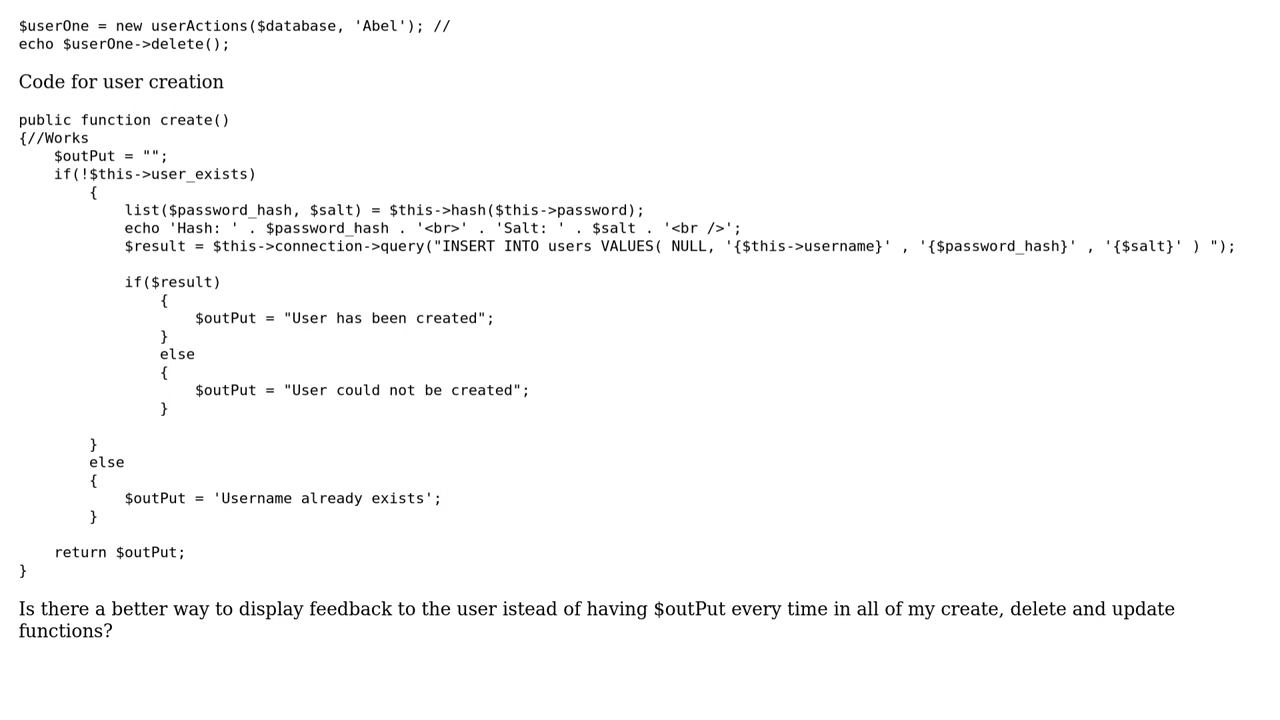 $userOne = new userActions($database, 'Abel'); //
echo $userOne->delete();
Code for user creation
public function create()
{//Works
    $outPut = "";
    if(!$this->user_exists)
        {
            list($password_hash, $salt) = $this->hash($this->password);
            echo 'Hash: ' . $password_hash . '<br>' . 'Salt: ' . $salt . '<br />';
            $result = $this->connection->query("INSERT INTO users VALUES( NULL, '{$this->username}' , '{$password_hash}' , '{$salt}' ) ");
            if($result)
                {
                    $outPut = "User has been created";
                }
                else
                {
                    $outPut = "User could not be created";
                }
        }
        else
        {
            $outPut = 'Username already exists';
        }
    return $outPut;
}
Is there a better way to display feedback to the user istead of having $outPut every time in all of my create, delete and update
functions?